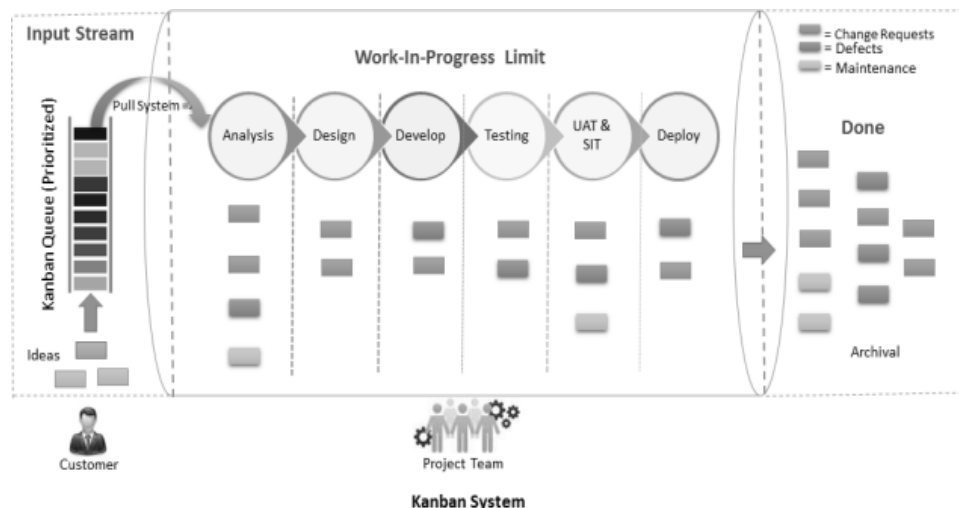 Input Stream
Work-In-Progress Limit
= Change Requests
= Defects
= Maintenance
Pull System =
Kanban Queue (Prioritized)
Analysis
Design
Develop
Testing
UAT &
SIT
Deploy
Done
Ideas
Archival
Customer
Project Team
Kanban System